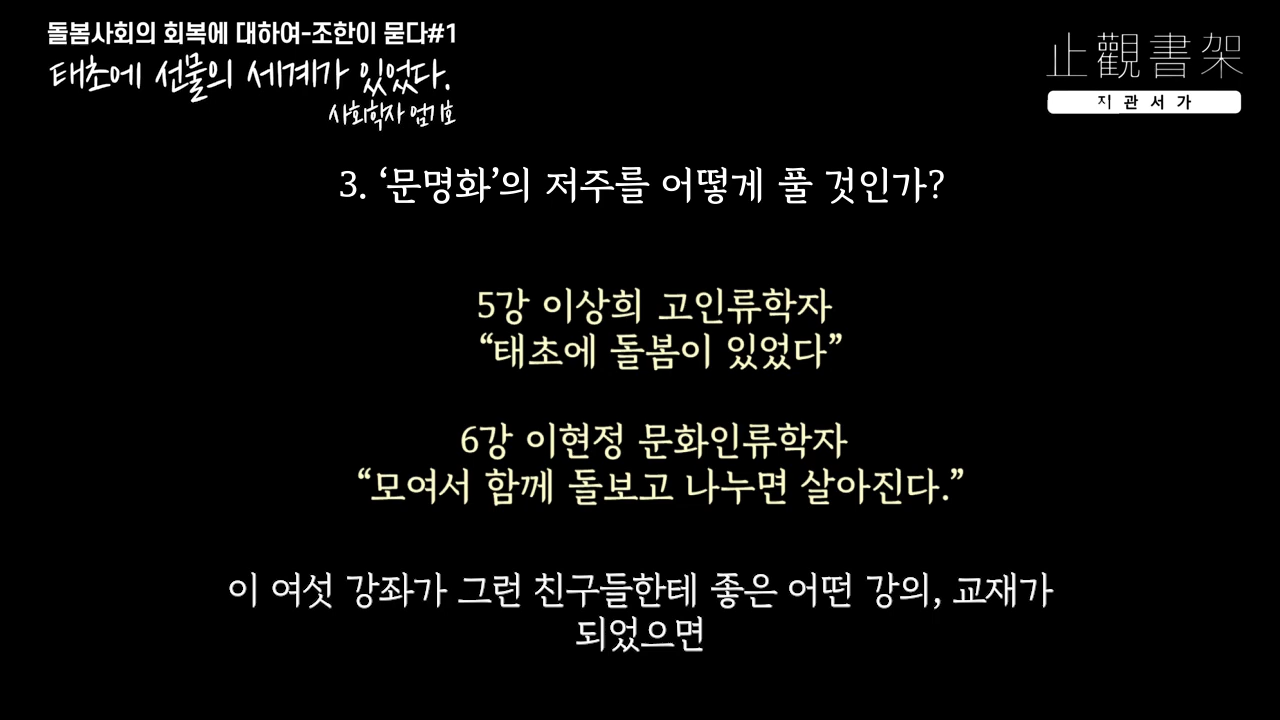 돌봄사회의 회복에 대하여-조한이 묻다#1
태초에 선물의 세계가 있었다.
사회학자 엄기호
止觀書架
지관서가
3. ‘문명화’의 저주를 어떻게 풀 것인가?
5강 이상희 고인류학자
“태초에 돌봄이 있었다”
6강 이현정 문화인류학자
“모여서 함께 돌보고 나누면 살아진다.”
이 여섯 강좌가 그런 친구들한테 좋은 어떤 강의, 교재가
되었으면